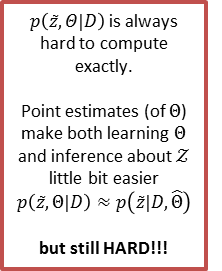 p(z̃, Θ|D) is always
hard to compute
exactly.
Point estimates (of Θ)
make both learning Θ
and inference about 𝒵
little bit easier
p(z̃, Θ|D) ≈ p(z̃|D, Θ̂)
but still HARD!!!